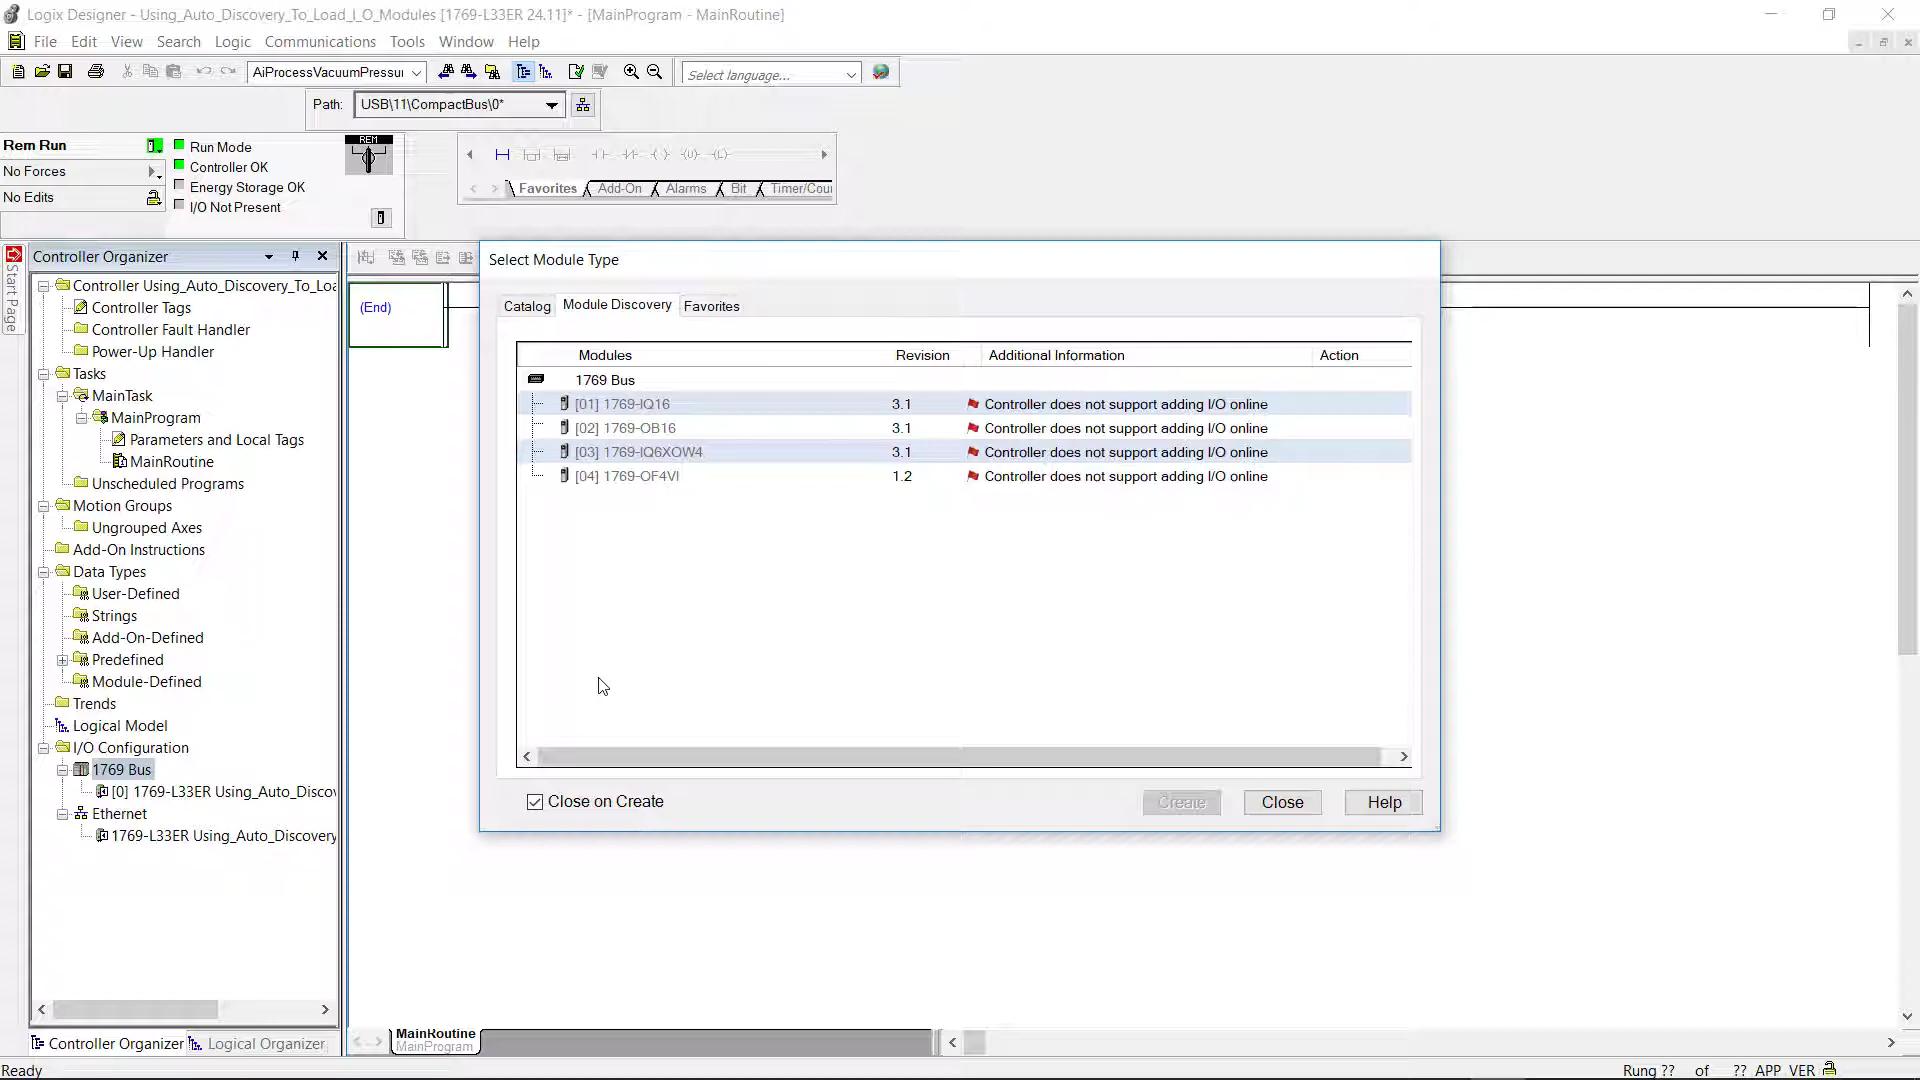 Logix Designer - Using_Auto_Discovery_To_Load_I_O_Modules [1769-L33ER 24.11]* - [MainProgram - MainRoutine]
File Edit View Search Logic Communications Tools Window Help
AiProcessVacuumPressur
Select language...
Path: USB\11\CompactBus\0*
Rem Run
No Forces
No Edits
Run Mode
Controller OK
Energy Storage OK
I/O Not Present
REM
Favorites Add-On Alarms Bit Timer/Cou
Start Page
Controller Organizer
Controller Using_Auto_Discovery_To_Loa
Controller Tags
Controller Fault Handler
Power-Up Handler
Tasks
MainTask
MainProgram
Parameters and Local Tags
MainRoutine
Unscheduled Programs
Motion Groups
Ungrouped Axes
Add-On Instructions
Data Types
User-Defined
Strings
Add-On-Defined
Predefined
Module-Defined
Trends
Logical Model
I/O Configuration
1769 Bus
[0] 1769-L33ER Using_Auto_Discov
Ethernet
1769-L33ER Using_Auto_Discovery
Controller Organizer Logical Organizer
(End)
Select Module Type
Catalog Module Discovery Favorites
Modules Revision Additional Information Action
1769 Bus
[01] 1769-IQ16 3.1 Controller does not support adding I/O online
[02] 1769-OB16 3.1 Controller does not support adding I/O online
[03] 1769-IQ6XOW4 3.1 Controller does not support adding I/O online
[04] 1769-OF4VI 1.2 Controller does not support adding I/O online
Close on Create
Create Close Help
MainRoutine
MainProgram
Ready
Rung ?? of ?? APP VER